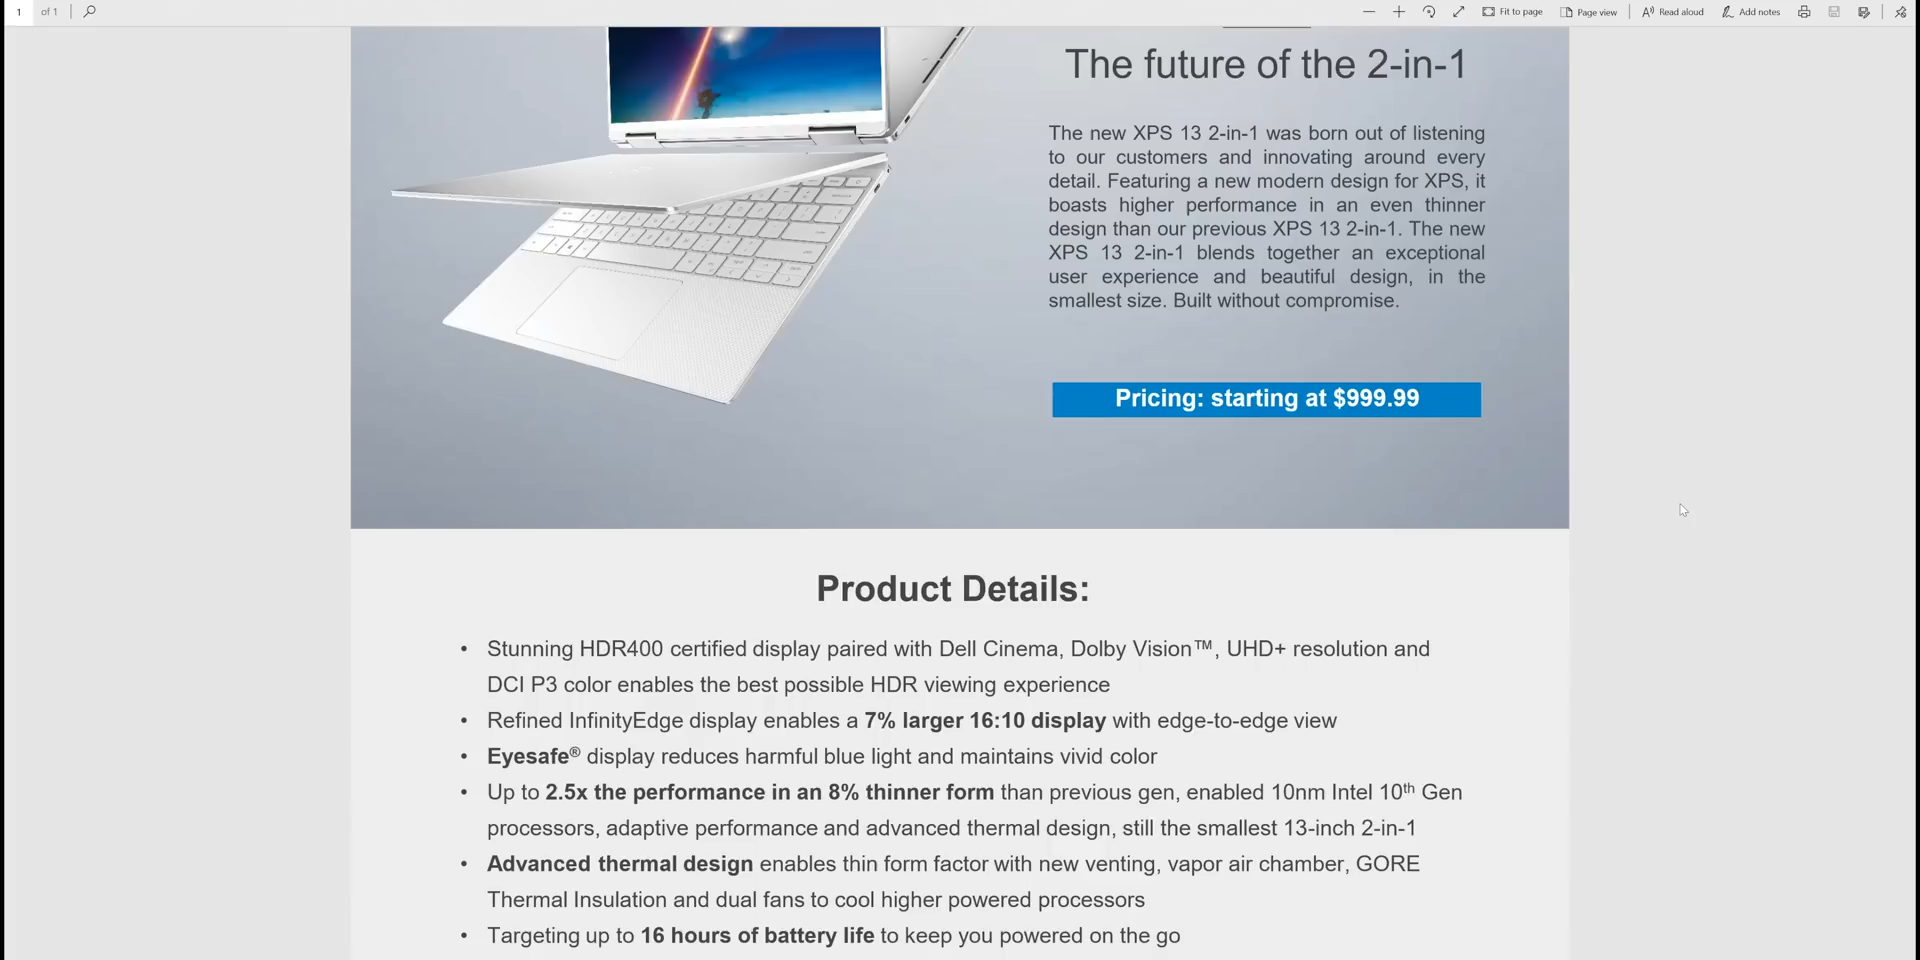 1 of 1
Fit to page
Page view
Read aloud
Add notes
The future of the 2-in-1
The new XPS 13 2-in-1 was born out of listening
to our customers and innovating around every
detail. Featuring a new modern design for XPS, it
boasts higher performance in an even thinner
design than our previous XPS 13 2-in-1. The new
XPS 13 2-in-1 blends together an exceptional
user experience and beautiful design, in the
smallest size. Built without compromise.
Pricing: starting at $999.99
Product Details:
• Stunning HDR400 certified display paired with Dell Cinema, Dolby Vision™, UHD+ resolution and
DCI P3 color enables the best possible HDR viewing experience
• Refined InfinityEdge display enables a 7% larger 16:10 display with edge-to-edge view
• Eyesafe® display reduces harmful blue light and maintains vivid color
• Up to 2.5x the performance in an 8% thinner form than previous gen, enabled 10nm Intel 10th Gen
processors, adaptive performance and advanced thermal design, still the smallest 13-inch 2-in-1
• Advanced thermal design enables thin form factor with new venting, vapor air chamber, GORE
Thermal Insulation and dual fans to cool higher powered processors
• Targeting up to 16 hours of battery life to keep you powered on the go